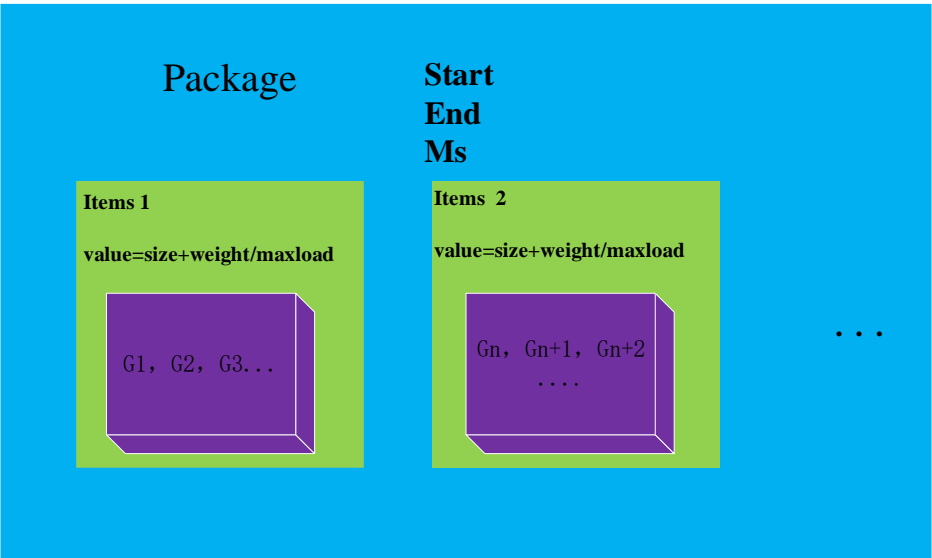 Package
Start
End
Ms
Items 1
value=size+weight/maxload
G1, G2, G3...
Items 2
value=size+weight/maxload
Gn, Gn+1, Gn+2
....
...